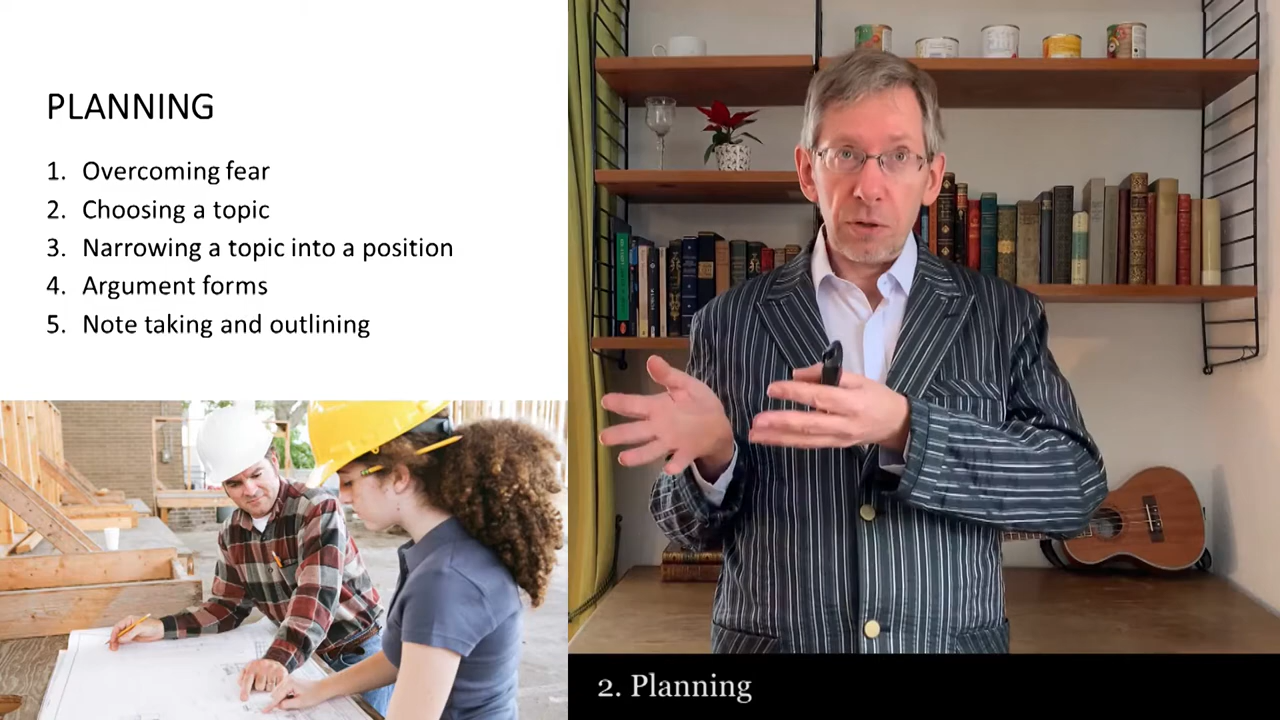 PLANNING
1. Overcoming fear
2. Choosing a topic
3. Narrowing a topic into a position
4. Argument forms
5. Note taking and outlining
2. Planning